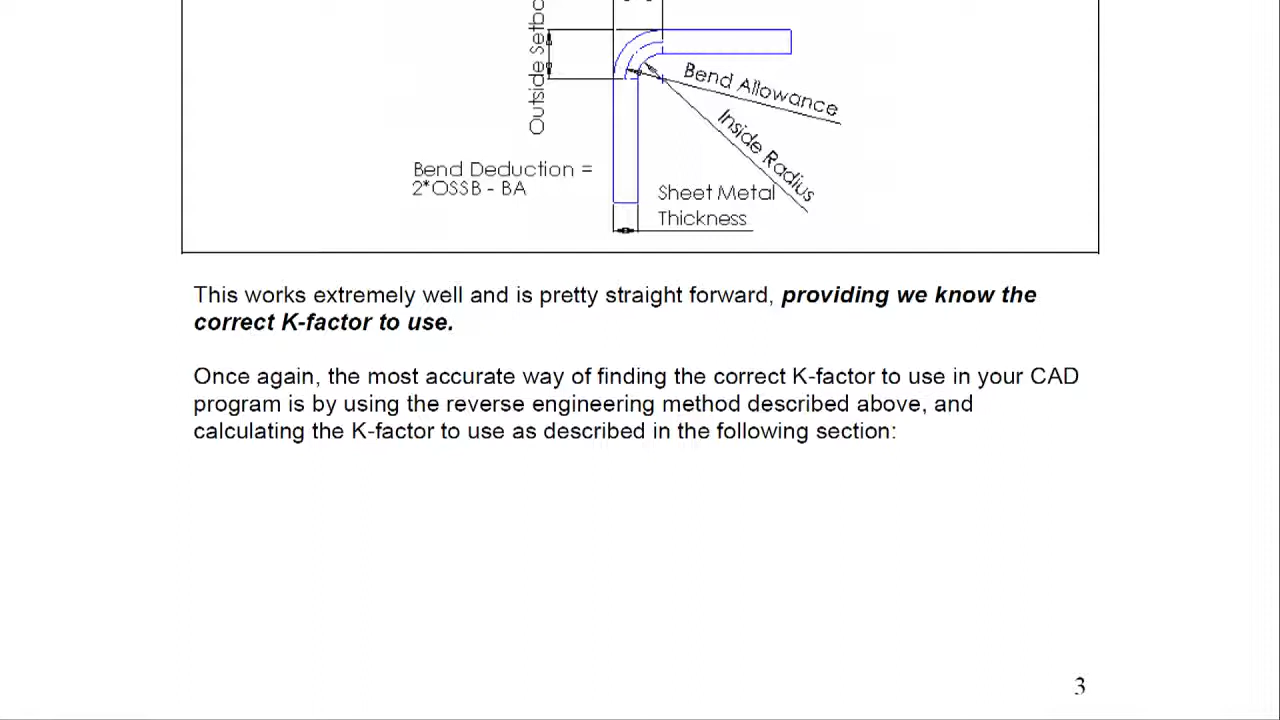 Outside Setbo
Bend Allowance
Inside Radius
Bend Deduction =
2*OSSB - BA
Sheet Metal
Thickness
This works extremely well and is pretty straight forward, providing we know the
correct K-factor to use.
Once again, the most accurate way of finding the correct K-factor to use in your CAD
program is by using the reverse engineering method described above, and
calculating the K-factor to use as described in the following section:
3